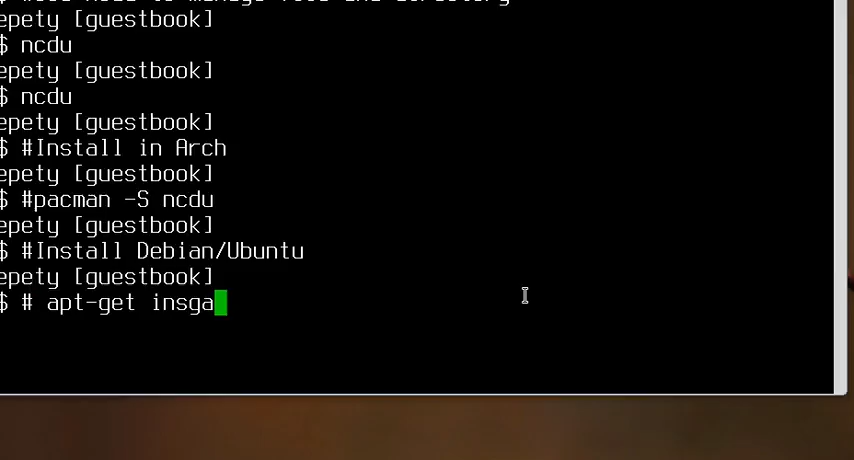 epety [guestbook]
$ ncdu
epety [guestbook]
$ ncdu
epety [guestbook]
$ #Install in Arch
epety [guestbook]
$ #pacman -S ncdu
epety [guestbook]
$ #Install Debian/Ubuntu
epety [guestbook]
$ # apt-get insga